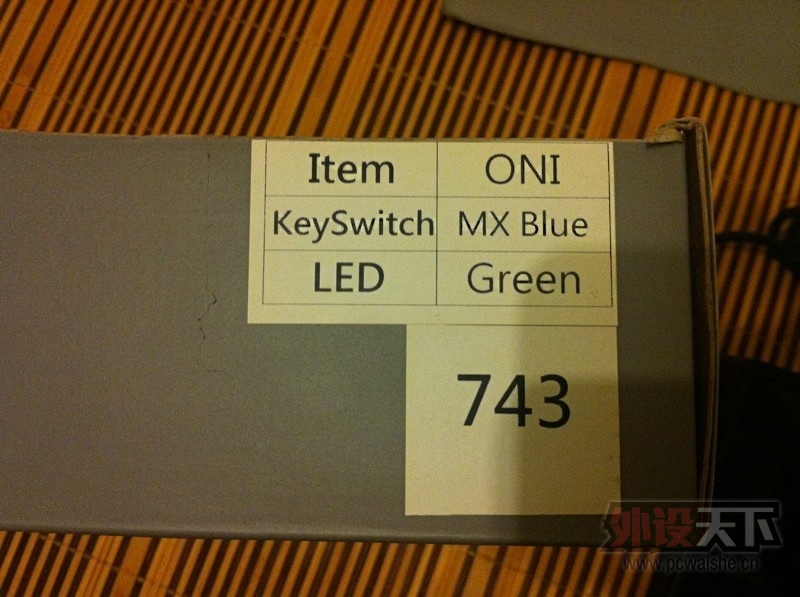 Item ONI
KeySwitch MX Blue
LED Green
743
外设天下
www.pcwaishe.cn